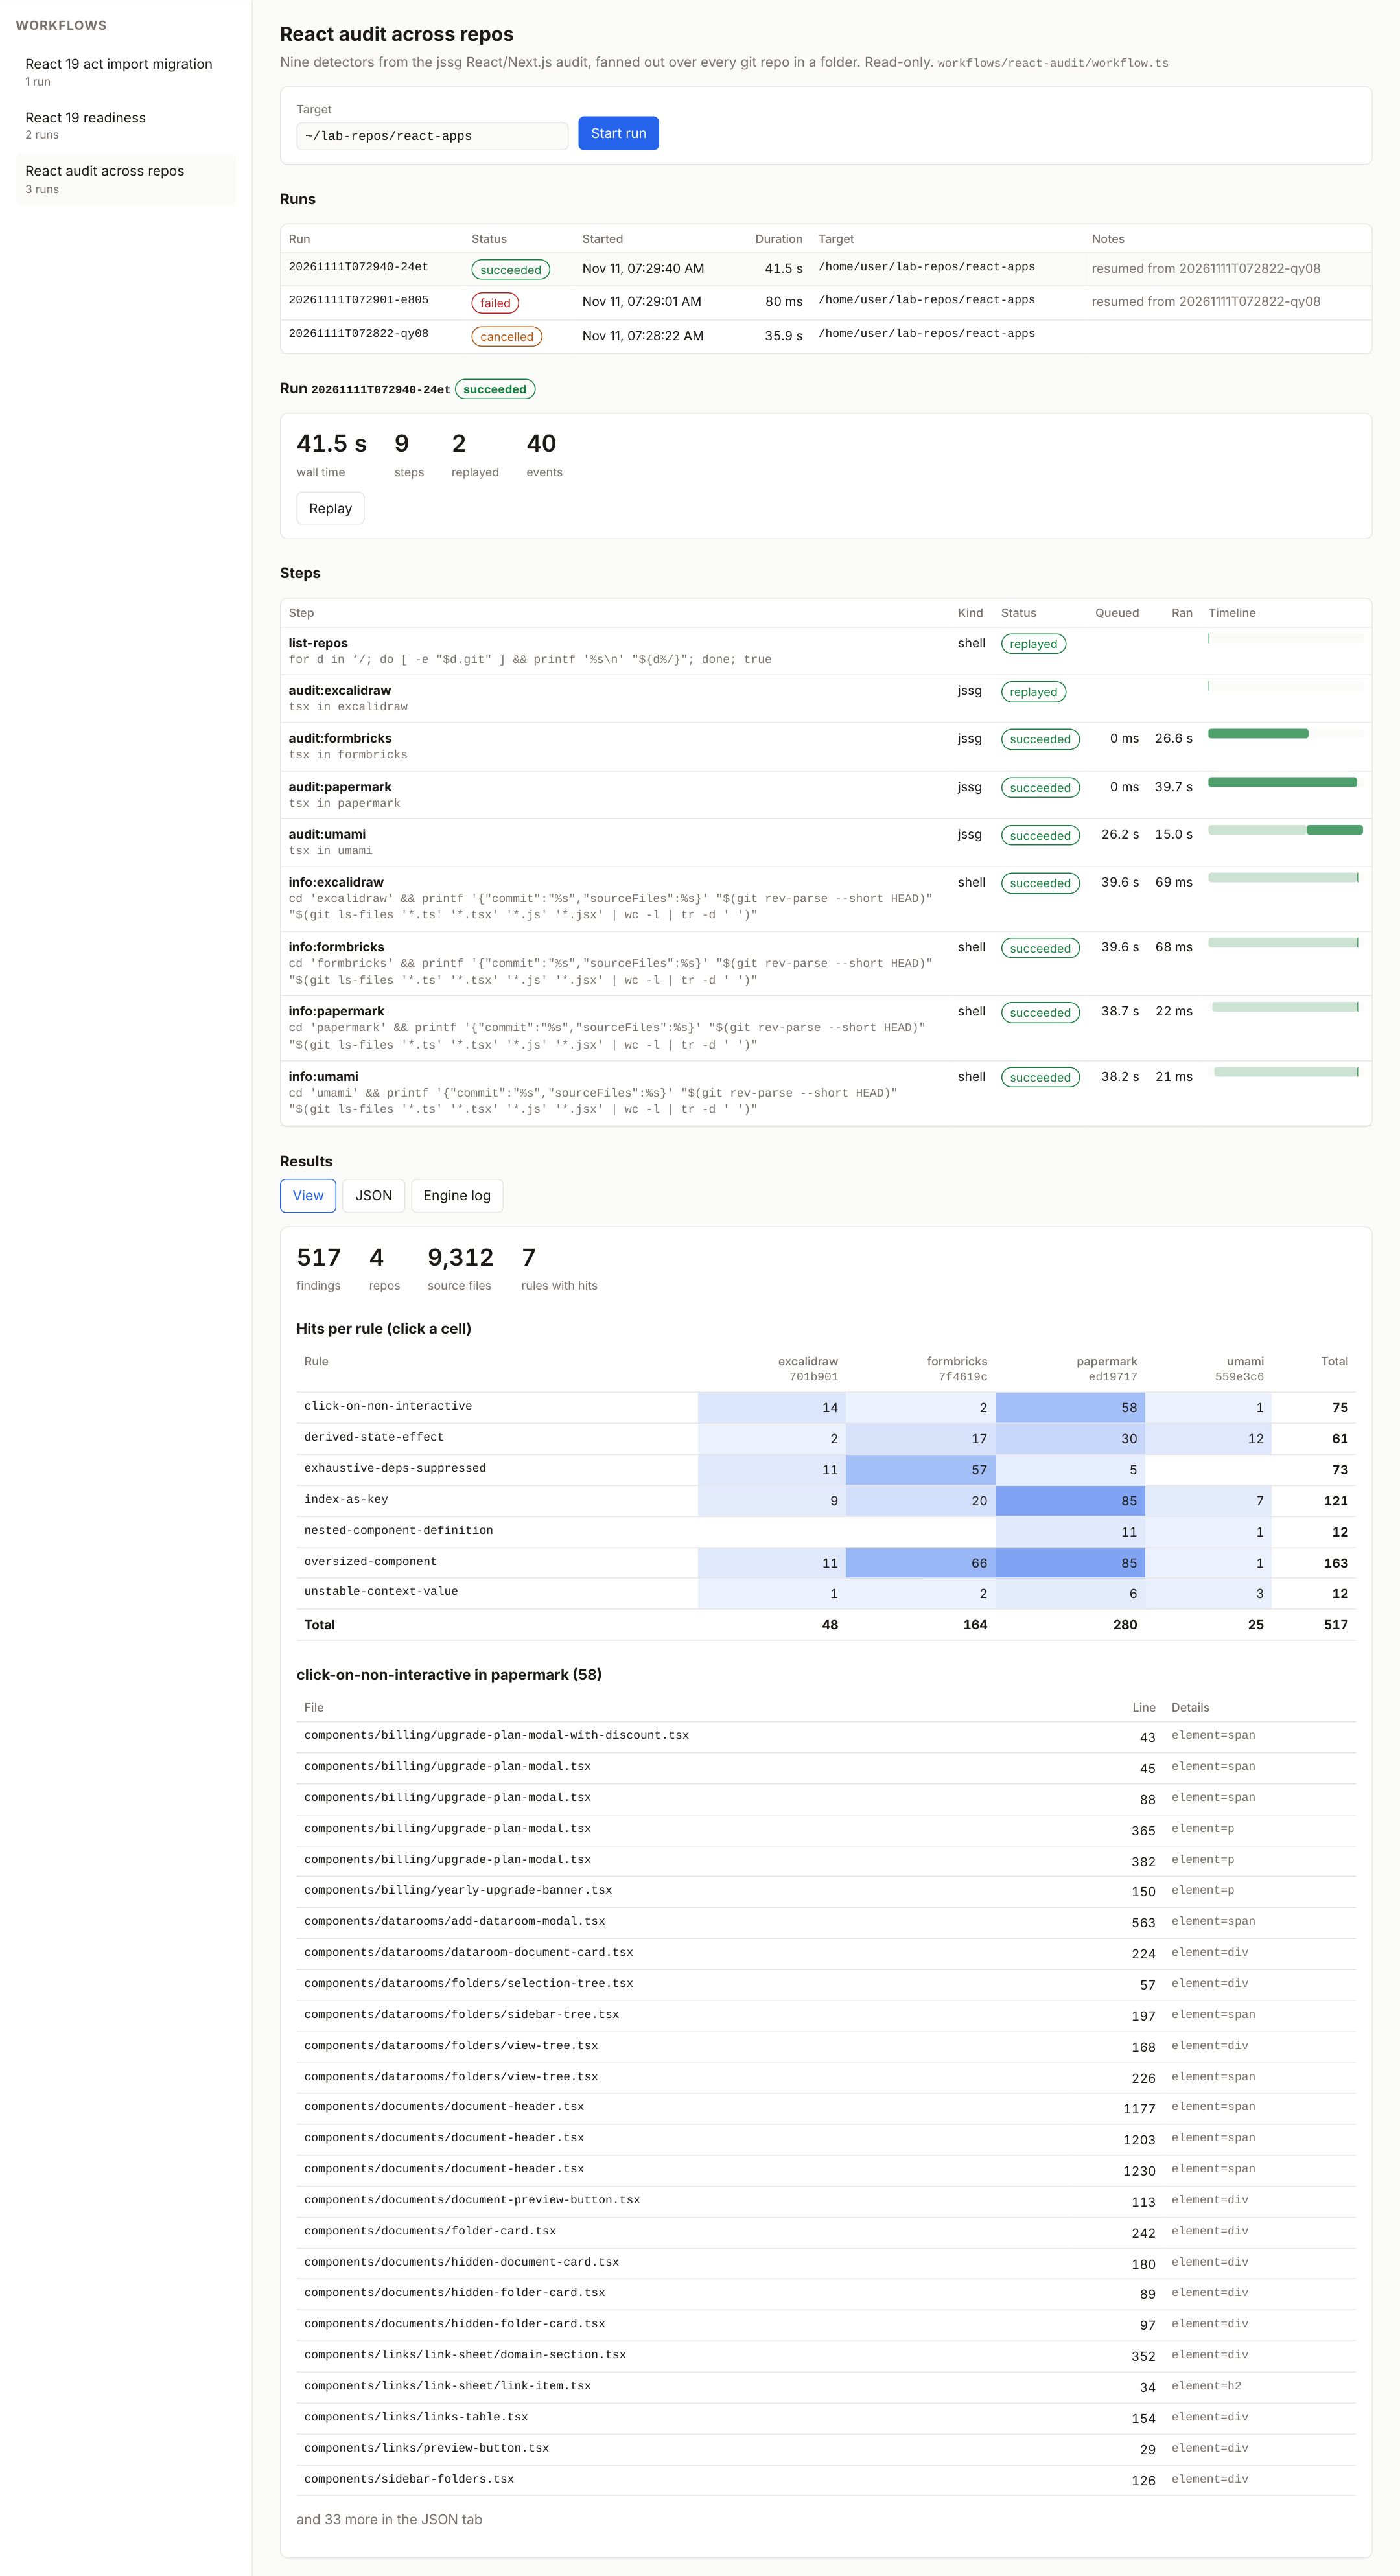 WORKFLOWS
React 19 act import migration
1 run
React 19 readiness
2 runs
React audit across repos
3 runs
React audit across repos
Nine detectors from the jssg React/Next.js audit, fanned out over every git repo in a folder. Read-only. workflows/react-audit/workflow.ts
Target
~/lab-repos/react-apps Start run
Runs
Run Status Started Duration Target Notes
20261111T072940-24et succeeded Nov 11, 07:29:40 AM 41.5 s /home/user/lab-repos/react-apps resumed from 20261111T072822-qy08
20261111T072901-e805 failed Nov 11, 07:29:01 AM 80 ms /home/user/lab-repos/react-apps resumed from 20261111T072822-qy08
20261111T072822-qy08 cancelled Nov 11, 07:28:22 AM 35.9 s /home/user/lab-repos/react-apps
Run 20261111T072940-24et succeeded
41.5 s 9 2 40
wall time steps replayed events
Replay
Steps
Step Kind Status Queued Ran Timeline
list-repos shell replayed
for d in */; do [ -e "$d.git" ] && printf '%s\n' "${d%/}"; done; true
audit:excalidraw jssg replayed
tsx in excalidraw
audit:formbricks jssg succeeded 0 ms 26.6 s
tsx in formbricks
audit:papermark jssg succeeded 0 ms 39.7 s
tsx in papermark
audit:umami jssg succeeded 26.2 s 15.0 s
tsx in umami
info:excalidraw shell succeeded 39.6 s 69 ms
cd 'excalidraw' && printf '{"commit":"%s","sourceFiles":%s}' "$(git rev-parse --short HEAD)"
"$(git ls-files '*.ts' '*.tsx' '*.js' '*.jsx' | wc -l | tr -d ' ')"
info:formbricks shell succeeded 39.6 s 68 ms
cd 'formbricks' && printf '{"commit":"%s","sourceFiles":%s}' "$(git rev-parse --short HEAD)"
"$(git ls-files '*.ts' '*.tsx' '*.js' '*.jsx' | wc -l | tr -d ' ')"
info:papermark shell succeeded 38.7 s 22 ms
cd 'papermark' && printf '{"commit":"%s","sourceFiles":%s}' "$(git rev-parse --short HEAD)"
"$(git ls-files '*.ts' '*.tsx' '*.js' '*.jsx' | wc -l | tr -d ' ')"
info:umami shell succeeded 38.2 s 21 ms
cd 'umami' && printf '{"commit":"%s","sourceFiles":%s}' "$(git rev-parse --short HEAD)"
"$(git ls-files '*.ts' '*.tsx' '*.js' '*.jsx' | wc -l | tr -d ' ')"
Results
View JSON Engine log
517 4 9,312 7
findings repos source files rules with hits
Hits per rule (click a cell)
Rule excalidraw formbricks papermark umami Total
701b901 7f4619c ed19717 559e3c6
click-on-non-interactive 14 2 58 1 75
derived-state-effect 2 17 30 12 61
exhaustive-deps-suppressed 11 57 5 73
index-as-key 9 20 85 7 121
nested-component-definition 11 1 12
oversized-component 11 66 85 1 163
unstable-context-value 1 2 6 3 12
Total 48 164 280 25 517
click-on-non-interactive in papermark (58)
File Line Details
components/billing/upgrade-plan-modal-with-discount.tsx 43 element=span
components/billing/upgrade-plan-modal.tsx 45 element=span
components/billing/upgrade-plan-modal.tsx 88 element=span
components/billing/upgrade-plan-modal.tsx 365 element=p
components/billing/upgrade-plan-modal.tsx 382 element=p
components/billing/yearly-upgrade-banner.tsx 150 element=p
components/datarooms/add-dataroom-modal.tsx 563 element=span
components/datarooms/dataroom-document-card.tsx 224 element=div
components/datarooms/folders/selection-tree.tsx 57 element=div
components/datarooms/folders/sidebar-tree.tsx 197 element=span
components/datarooms/folders/view-tree.tsx 168 element=div
components/datarooms/folders/view-tree.tsx 226 element=span
components/documents/document-header.tsx 1177 element=span
components/documents/document-header.tsx 1203 element=span
components/documents/document-header.tsx 1230 element=span
components/documents/document-preview-button.tsx 113 element=div
components/documents/folder-card.tsx 242 element=div
components/documents/hidden-document-card.tsx 180 element=div
components/documents/hidden-folder-card.tsx 89 element=div
components/documents/hidden-folder-card.tsx 97 element=div
components/links/link-sheet/domain-section.tsx 352 element=div
components/links/link-sheet/link-item.tsx 34 element=h2
components/links/links-table.tsx 154 element=div
components/links/preview-button.tsx 29 element=div
components/sidebar-folders.tsx 126 element=div
and 33 more in the JSON tab